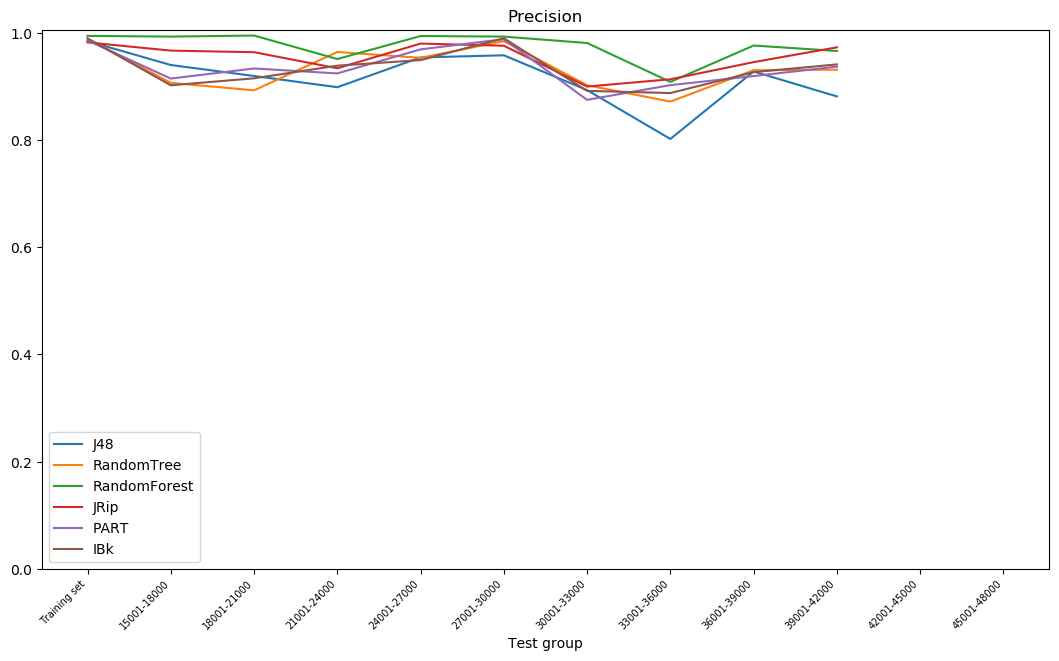 Precision
1.0
0.8
0.6
0.4
0.2
0.0
J48
RandomTree
RandomForest
JRip
PART
IBk
Training set
15001-18000
18001-21000
21001-24000
24001-27000
27001-30000
30001-33000
33001-36000
36001-39000
39001-42000
42001-45000
45001-48000
Test group